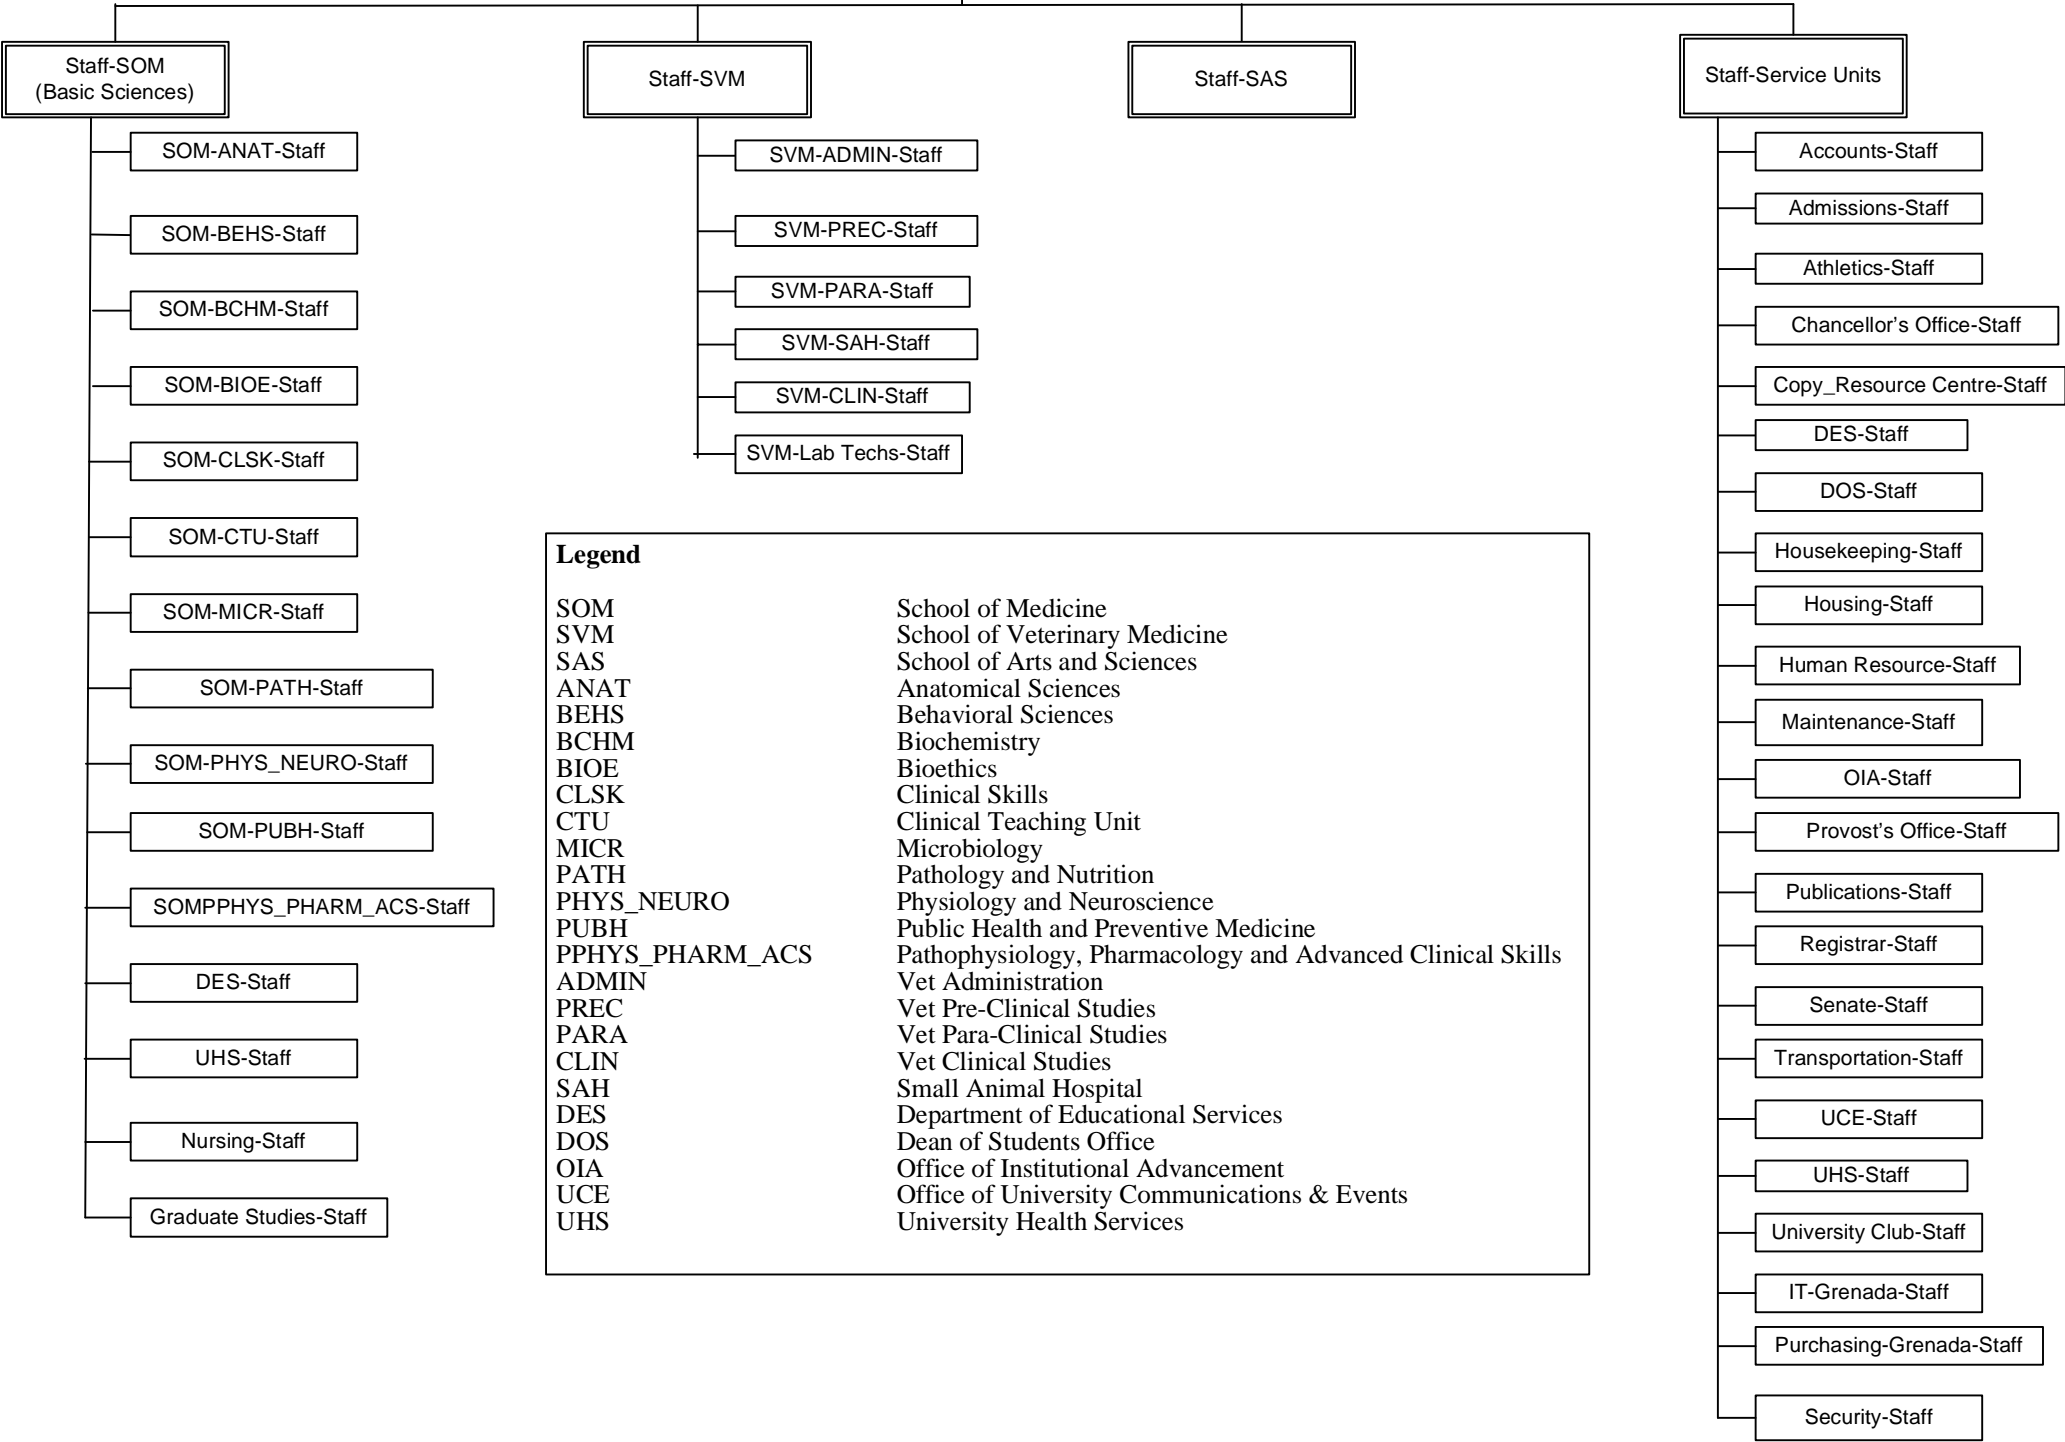 Staff-SOM
(Basic Sciences)
Staff-SVM
Staff-SAS
Staff-Service Units
SOM-ANAT-Staff
SOM-BEHS-Staff
SOM-BCHM-Staff
SOM-BIOE-Staff
SOM-CLSK-Staff
SOM-CTU-Staff
SOM-MICR-Staff
SOM-PATH-Staff
SOM-PHYS_NEURO-Staff
SOM-PUBH-Staff
SOMPPHYS_PHARM_ACS-Staff
DES-Staff
UHS-Staff
Nursing-Staff
Graduate Studies-Staff
SVM-ADMIN-Staff
SVM-PREC-Staff
SVM-PARA-Staff
SVM-SAH-Staff
SVM-CLIN-Staff
SVM-Lab Techs-Staff
Legend
SOM School of Medicine
SVM School of Veterinary Medicine
SAS School of Arts and Sciences
ANAT Anatomical Sciences
BEHS Behavioral Sciences
BCHM Biochemistry
BIOE Bioethics
CLSK Clinical Skills
CTU Clinical Teaching Unit
MICR Microbiology
PATH Pathology and Nutrition
PHYS_NEURO Physiology and Neuroscience
PUBH Public Health and Preventive Medicine
PPHYS_PHARM_ACS Pathophysiology, Pharmacology and Advanced Clinical Skills
ADMIN Vet Administration
PREC Vet Pre-Clinical Studies
PARA Vet Para-Clinical Studies
CLIN Vet Clinical Studies
SAH Small Animal Hospital
DES Department of Educational Services
DOS Dean of Students Office
OIA Office of Institutional Advancement
UCE Office of University Communications & Events
UHS University Health Services
Accounts-Staff
Admissions-Staff
Athletics-Staff
Chancellor’s Office-Staff
Copy_Resource Centre-Staff
DES-Staff
DOS-Staff
Housekeeping-Staff
Housing-Staff
Human Resource-Staff
Maintenance-Staff
OIA-Staff
Provost’s Office-Staff
Publications-Staff
Registrar-Staff
Senate-Staff
Transportation-Staff
UCE-Staff
UHS-Staff
University Club-Staff
IT-Grenada-Staff
Purchasing-Grenada-Staff
Security-Staff